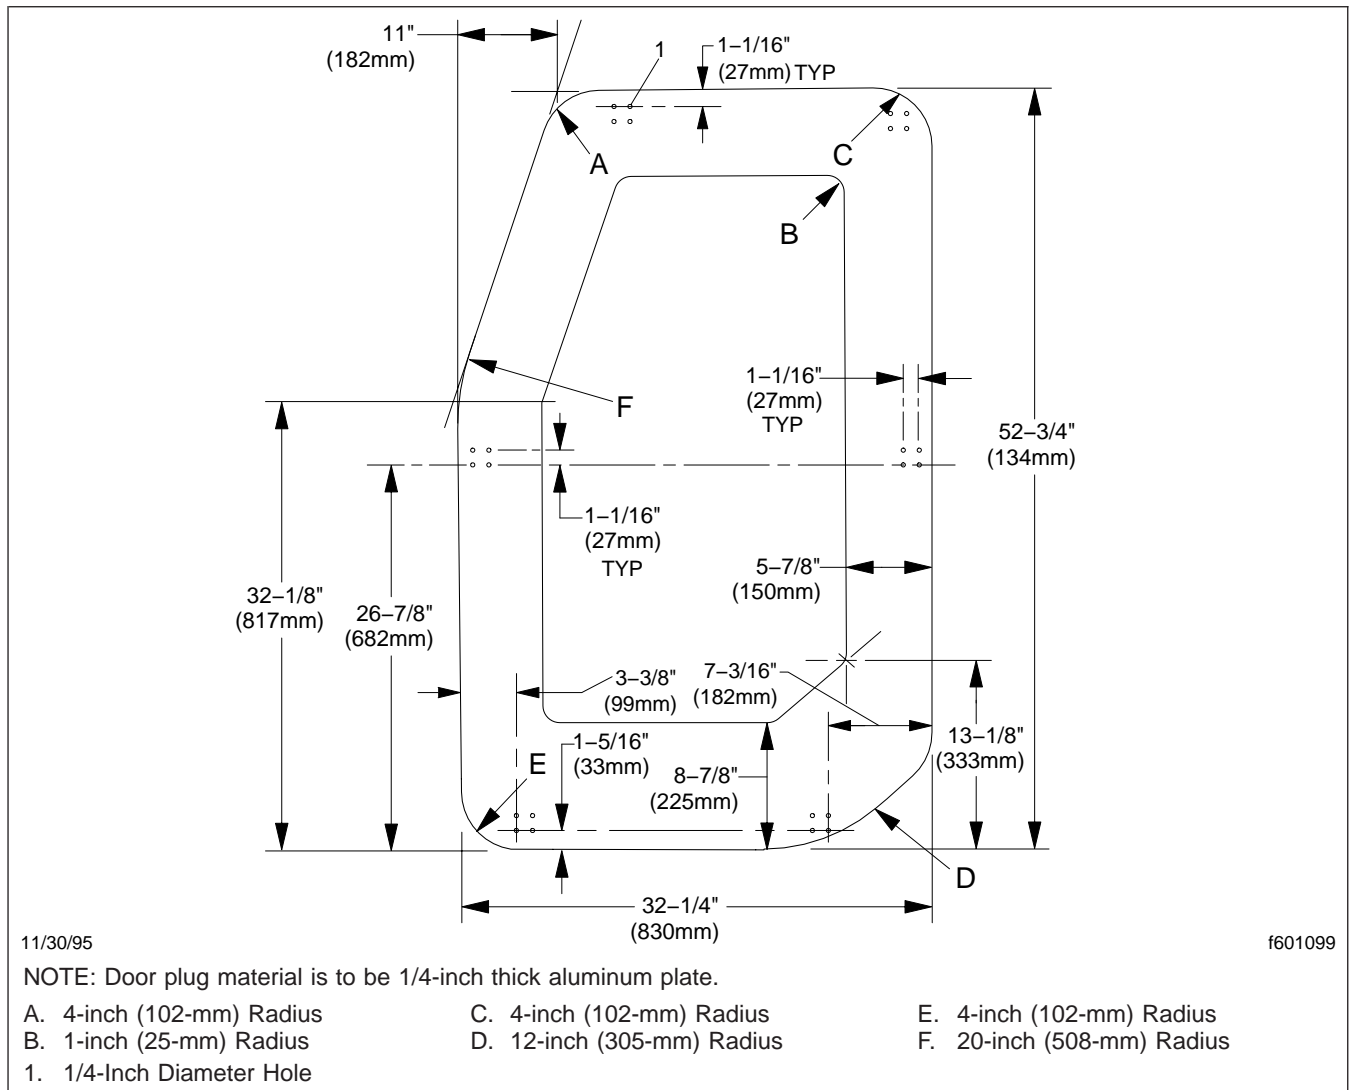 11"
(182mm)
1
1–1/16"
(27mm) TYP
A
C
B
1–1/16"
(27mm)
TYP
F
52–3/4"
(134mm)
1–1/16"
(27mm)
TYP
5–7/8"
(150mm)
32–1/8"
(817mm)
26–7/8"
(682mm)
3–3/8"
(99mm)
7–3/16"
(182mm)
13–1/8"
(333mm)
1–5/16"
(33mm)
E
8–7/8"
(225mm)
D
32–1/4"
(830mm)
11/30/95
f601099
NOTE: Door plug material is to be 1/4-inch thick aluminum plate.
A. 4-inch (102-mm) Radius
B. 1-inch (25-mm) Radius
C. 4-inch (102-mm) Radius
D. 12-inch (305-mm) Radius
E. 4-inch (102-mm) Radius
F. 20-inch (508-mm) Radius
1. 1/4-Inch Diameter Hole